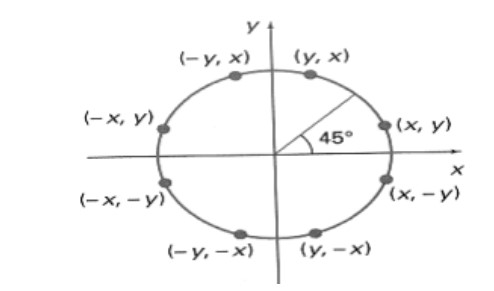 y
(-y, x) (y, x)
(-x, y) (x, y)
45°
x
(-x, -y) (x, -y)
(-y, -x) (y, -x)